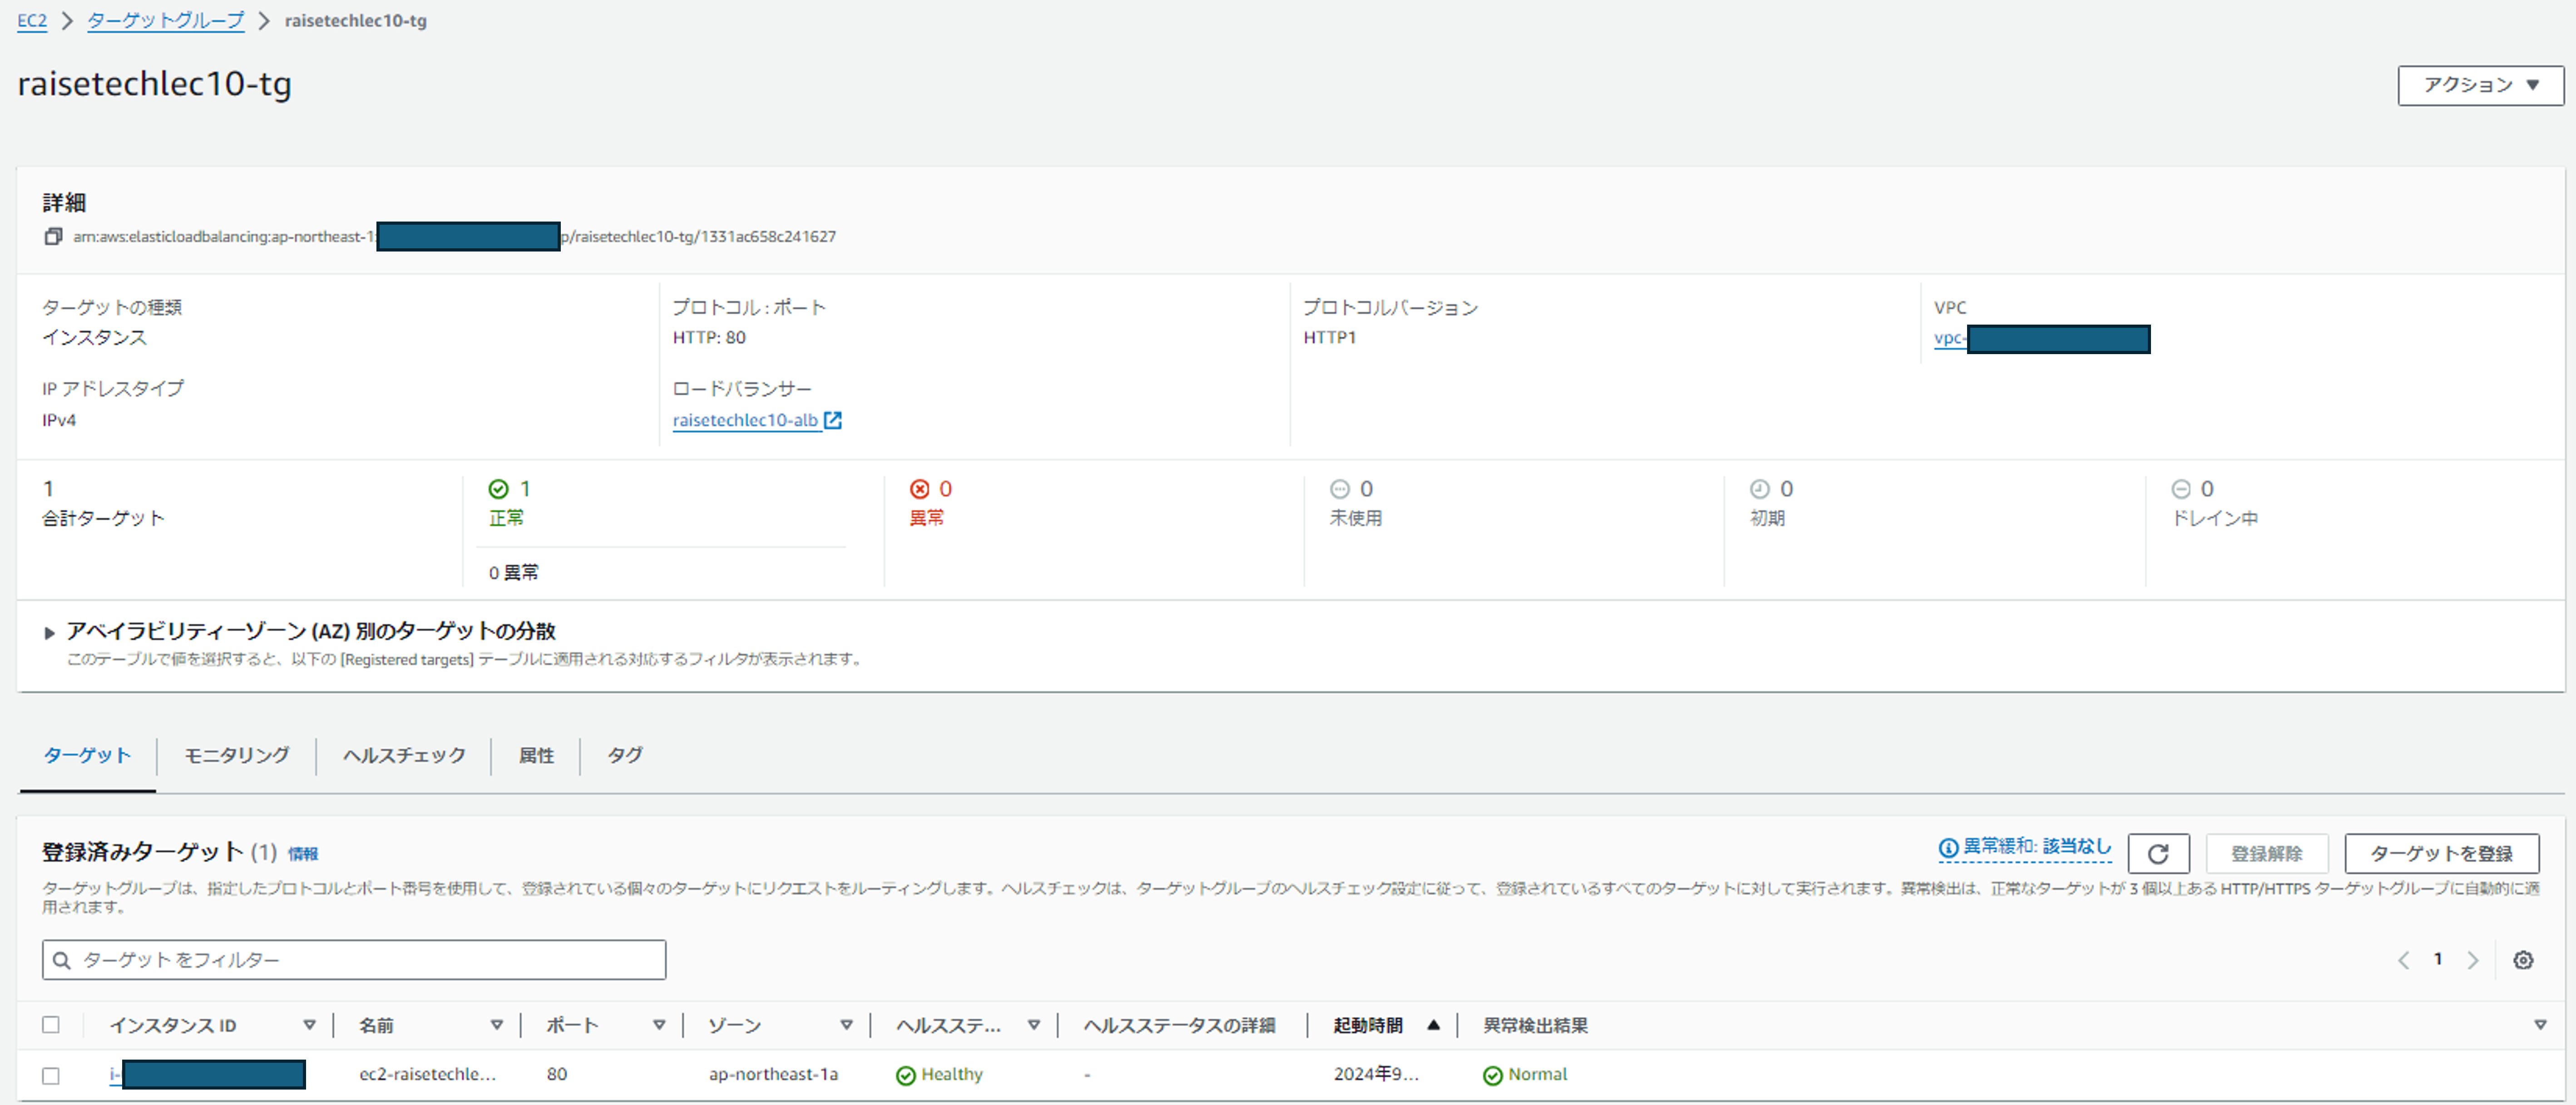 EC2 > ターゲットグループ > raisetechlec10-tg
raisetechlec10-tg
アクション
詳細
arn:aws:elasticloadbalancing:ap-northeast-1: p/raisetechlec10-tg/1331ac658c241627
ターゲットの種類
インスタンス
プロトコル : ポート
HTTP: 80
プロトコルバージョン
HTTP1
VPC
vpc-
IP アドレスタイプ
IPv4
ロードバランサー
raisetechlec10-alb
1
合計ターゲット
1
正常
0 異常
0
異常
0
未使用
0
初期
0
ドレイン中
アベイラビリティーゾーン (AZ) 別のターゲットの分散
このテーブルで値を選択すると、以下の [Registered targets] テーブルに適用される対応するフィルタが表示されます。
ターゲット モニタリング ヘルスチェック 属性 タグ
登録済みターゲット (1) 情報
異常緩和: 該当なし
登録解除
ターゲットを登録
ターゲットグループは、指定したプロトコルとポート番号を使用して、登録されている個々のターゲットにリクエストをルーティングします。ヘルスチェックは、ターゲットグループのヘルスチェック設定に従って、登録されているすべてのターゲットに対して実行されます。異常検出は、正常なターゲットが 3 個以上ある HTTP/HTTPS ターゲットグループに自動的に適
用されます。
ターゲット をフィルター
1
インスタンス ID 名前 ポート ゾーン ヘルスステ... ヘルスステータスの詳細 起動時間 異常検出結果
i- ec2-raisetechle... 80 ap-northeast-1a Healthy - 2024年9... Normal